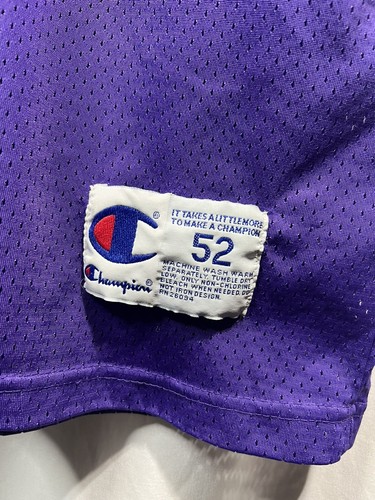 IT TAKES A LITTLE MORE
TO MAKE A CHAMPION
52
MACHINE WASH WARM
SEPARATELY, TUMBLE DRY
LOW, ONLY NON-CHLORINE
BLEACH WHEN NEEDED, DO
NOT IRON DESIGN.
RN26094
Champion